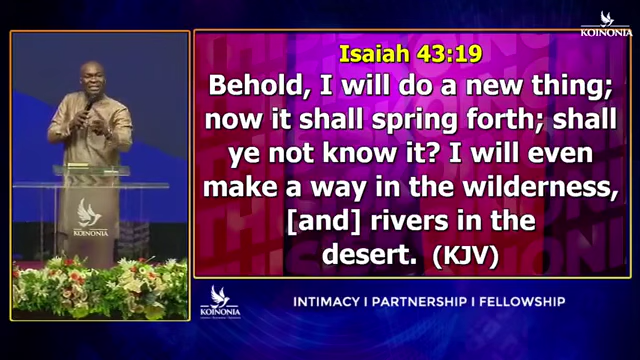 KOINONIA
Isaiah 43:19
Behold, I will do a new thing;
now it shall spring forth; shall
ye not know it? I will even
make a way in the wilderness,
[and] rivers in the
desert. (KJV)
KOINONIA
KOINONIA
INTIMACY I PARTNERSHIP I FELLOWSHIP